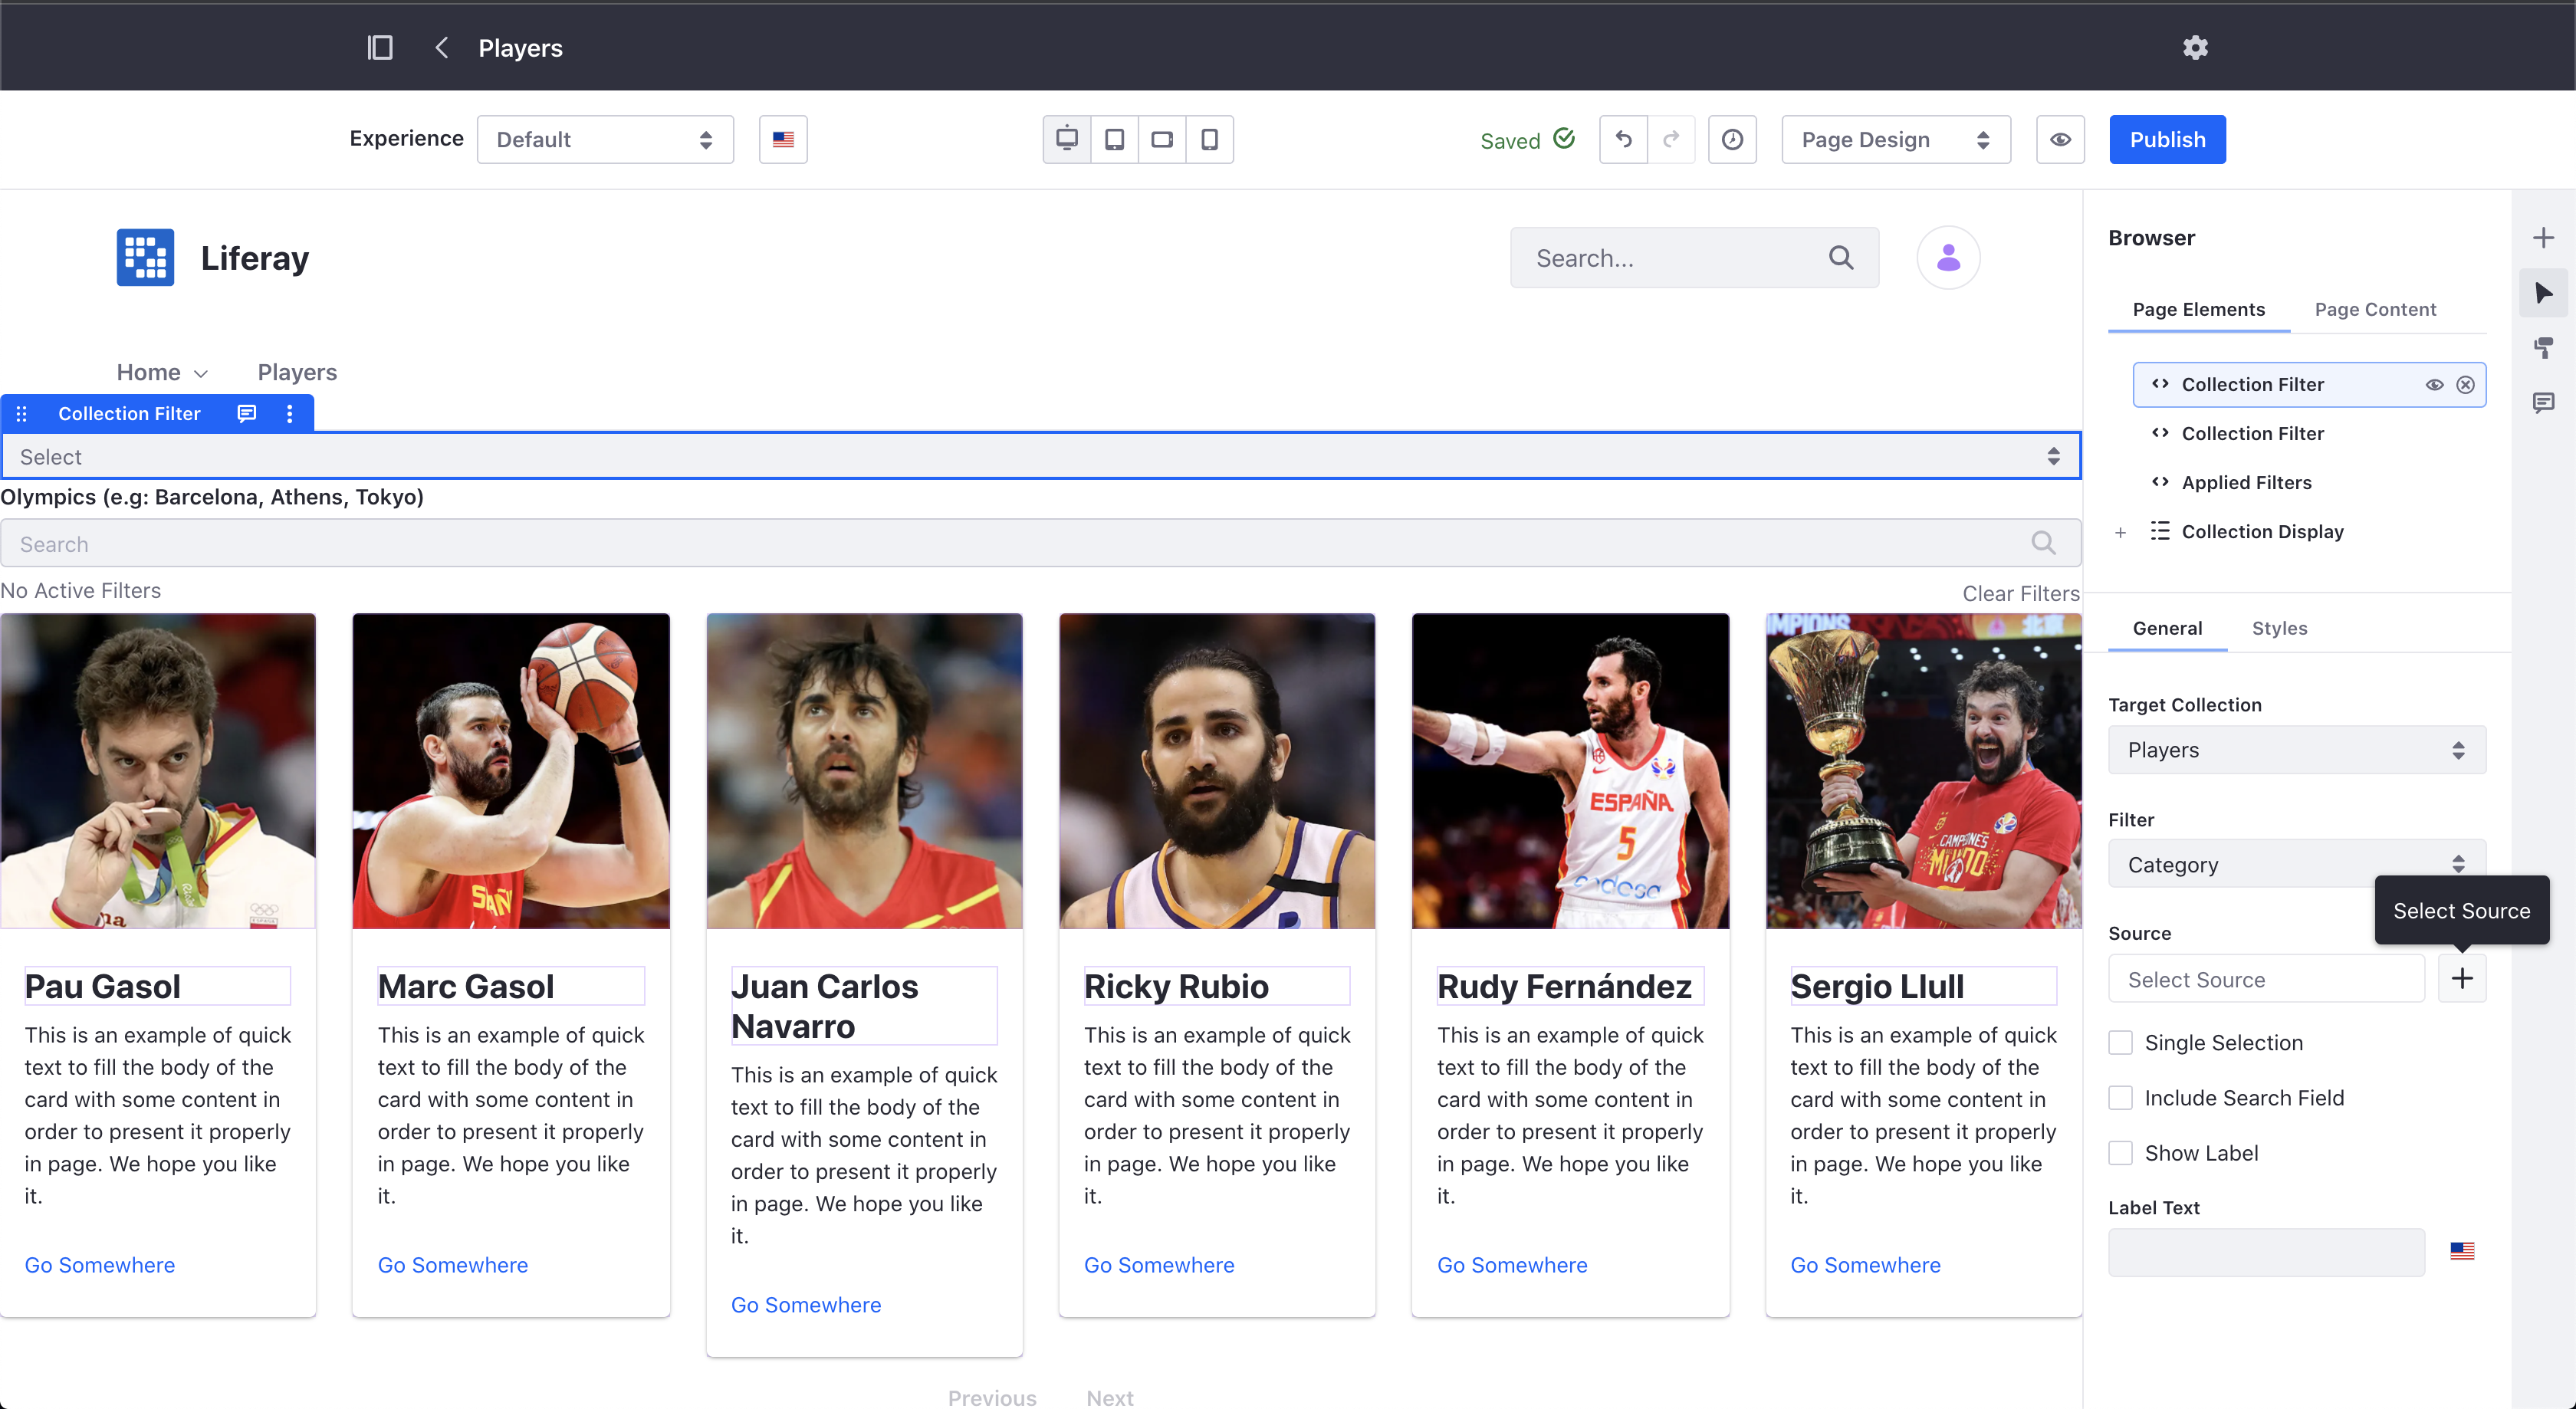 Players
Experience
Default
Saved
Page Design
Publish
Liferay
Search...
Home
Players
Collection Filter
Select
Olympics (e.g: Barcelona, Athens, Tokyo)
Search
No Active Filters
Clear Filters
CAMPEONES
ESPAÑA
5
Pau Gasol
This is an example of quick
text to fill the body of the
card with some content in
order to present it properly
in page. We hope you like
it.
Go Somewhere
Marc Gasol
This is an example of quick
text to fill the body of the
card with some content in
order to present it properly
in page. We hope you like
it.
Go Somewhere
Juan Carlos
Navarro
This is an example of quick
text to fill the body of the
card with some content in
order to present it properly
in page. We hope you like
it.
Go Somewhere
Ricky Rubio
This is an example of quick
text to fill the body of the
card with some content in
order to present it properly
in page. We hope you like
it.
Go Somewhere
Rudy Fernández
This is an example of quick
text to fill the body of the
card with some content in
order to present it properly
in page. We hope you like
it.
Go Somewhere
Sergio Llull
This is an example of quick
text to fill the body of the
card with some content in
order to present it properly
in page. We hope you like
it.
Go Somewhere
Previous
Next
Browser
Page Elements
Page Content
Collection Filter
Collection Filter
Applied Filters
Collection Display
General
Styles
Target Collection
Players
Filter
Category
Select Source
Source
Select Source
Single Selection
Include Search Field
Show Label
Label Text